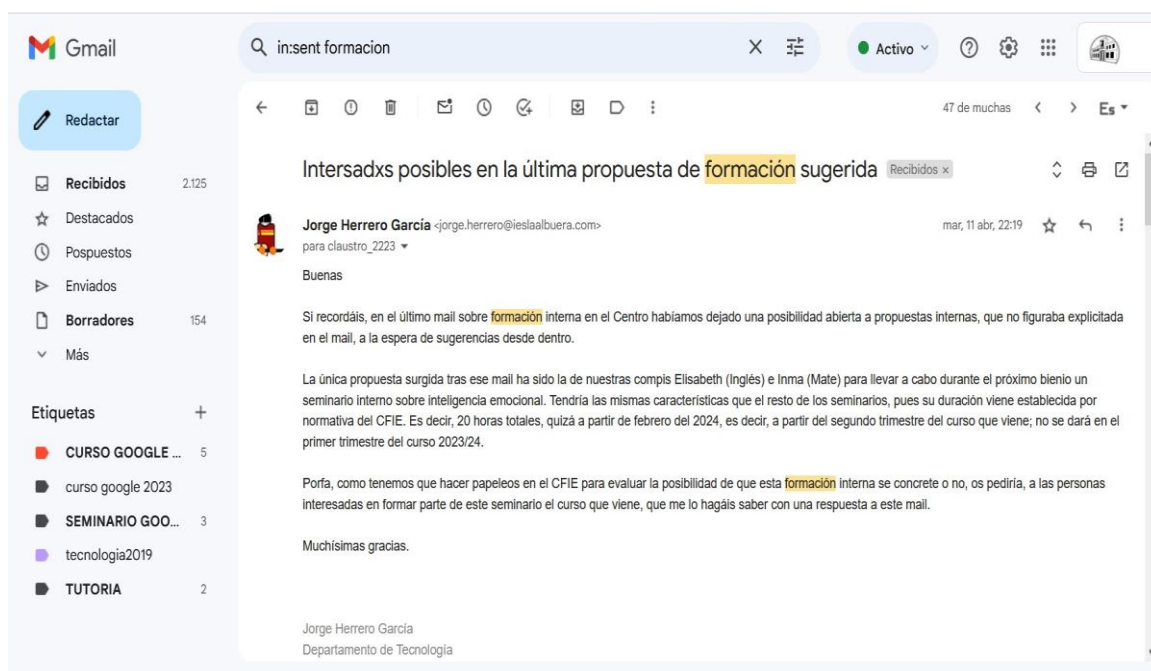 Gmail
in:sent formacion
Activo
Redactar
47 de muchas
Es
Recibidos 2.125
Destacados
Pospuestos
Enviados
Borradores 154
Más
Etiquetas
CURSO GOOGLE ... 5
curso google 2023
SEMINARIO GOO... 3
tecnologia2019
TUTORIA 2
Intersadxs posibles en la última propuesta de formación sugerida Recibidos ×
Jorge Herrero García <jorge.herrero@ieslaalbuera.com> mar, 11 abr, 22:19
para claustro_2223
Buenas
Si recordáis, en el último mail sobre formación interna en el Centro habíamos dejado una posibilidad abierta a propuestas internas, que no figuraba explicitada
en el mail, a la espera de sugerencias desde dentro.
La única propuesta surgida tras ese mail ha sido la de nuestras compis Elisabeth (Inglés) e Inma (Mate) para llevar a cabo durante el próximo bienio un
seminario interno sobre inteligencia emocional. Tendría las mismas características que el resto de los seminarios, pues su duración viene establecida por
normativa del CFIE. Es decir, 20 horas totales, quizá a partir de febrero del 2024, es decir, a partir del segundo trimestre del curso que viene; no se dará en el
primer trimestre del curso 2023/24.
Porfa, como tenemos que hacer papeleos en el CFIE para evaluar la posibilidad de que esta formación interna se concrete o no, os pediría, a las personas
interesadas en formar parte de este seminario el curso que viene, que me lo hagáis saber con una respuesta a este mail.
Muchísimas gracias.
Jorge Herrero García
Departamento de Tecnología